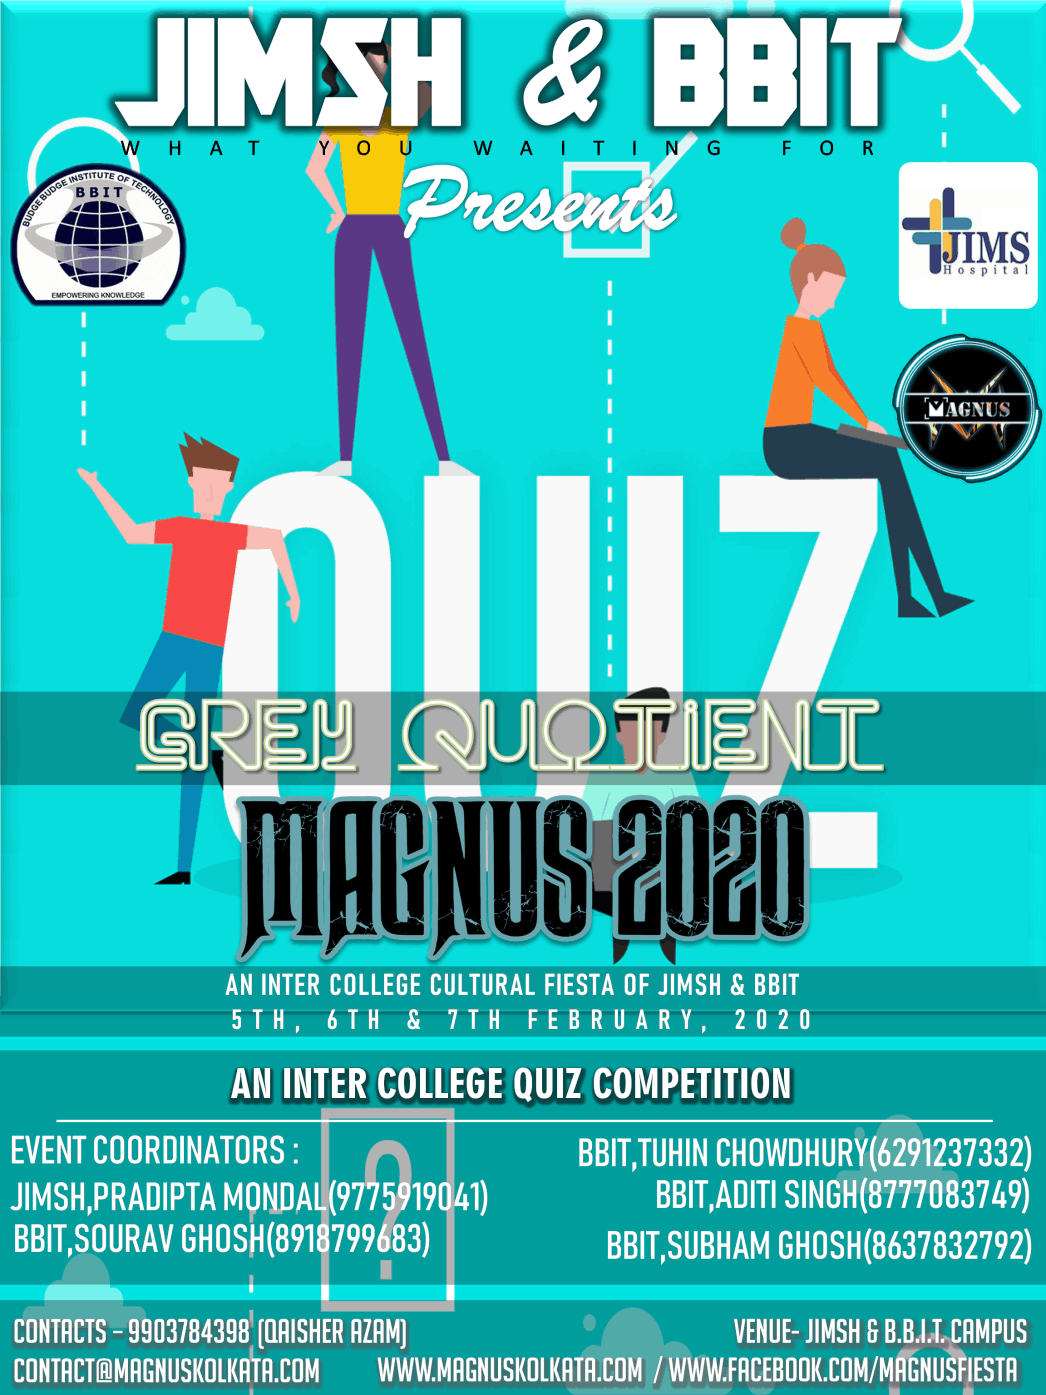 JIMSH & BBIT
WHAT YOU WAITING FOR
Presents
BUDGE BUDGE INSTITUTE OF TECHNOLOGY
BBIT
EMPOWERING KNOWLEDGE
JIMS
Hospital
MAGNUS
QUIZ
GREY QUOTIENT
MAGNUS 2020
AN INTER COLLEGE CULTURAL FIESTA OF JIMSH & BBIT
5TH, 6TH & 7TH FEBRUARY, 2020
AN INTER COLLEGE QUIZ COMPETITION
EVENT COORDINATORS :
JIMSH,PRADIPTA MONDAL(9775919041)
BBIT,SOURAV GHOSH(8918799683)
?
BBIT,TUHIN CHOWDHURY(6291237332)
BBIT,ADITI SINGH(8777083749)
BBIT,SUBHAM GHOSH(8637832792)
CONTACTS - 9903784398 (QAISHER AZAM)
VENUE- JIMSH & B.B.I.T. CAMPUS
CONTACT@MAGNUSKOLKATA.COM
WWW.MAGNUSKOLKATA.COM / WWW.FACEBOOK.COM/MAGNUSFIESTA